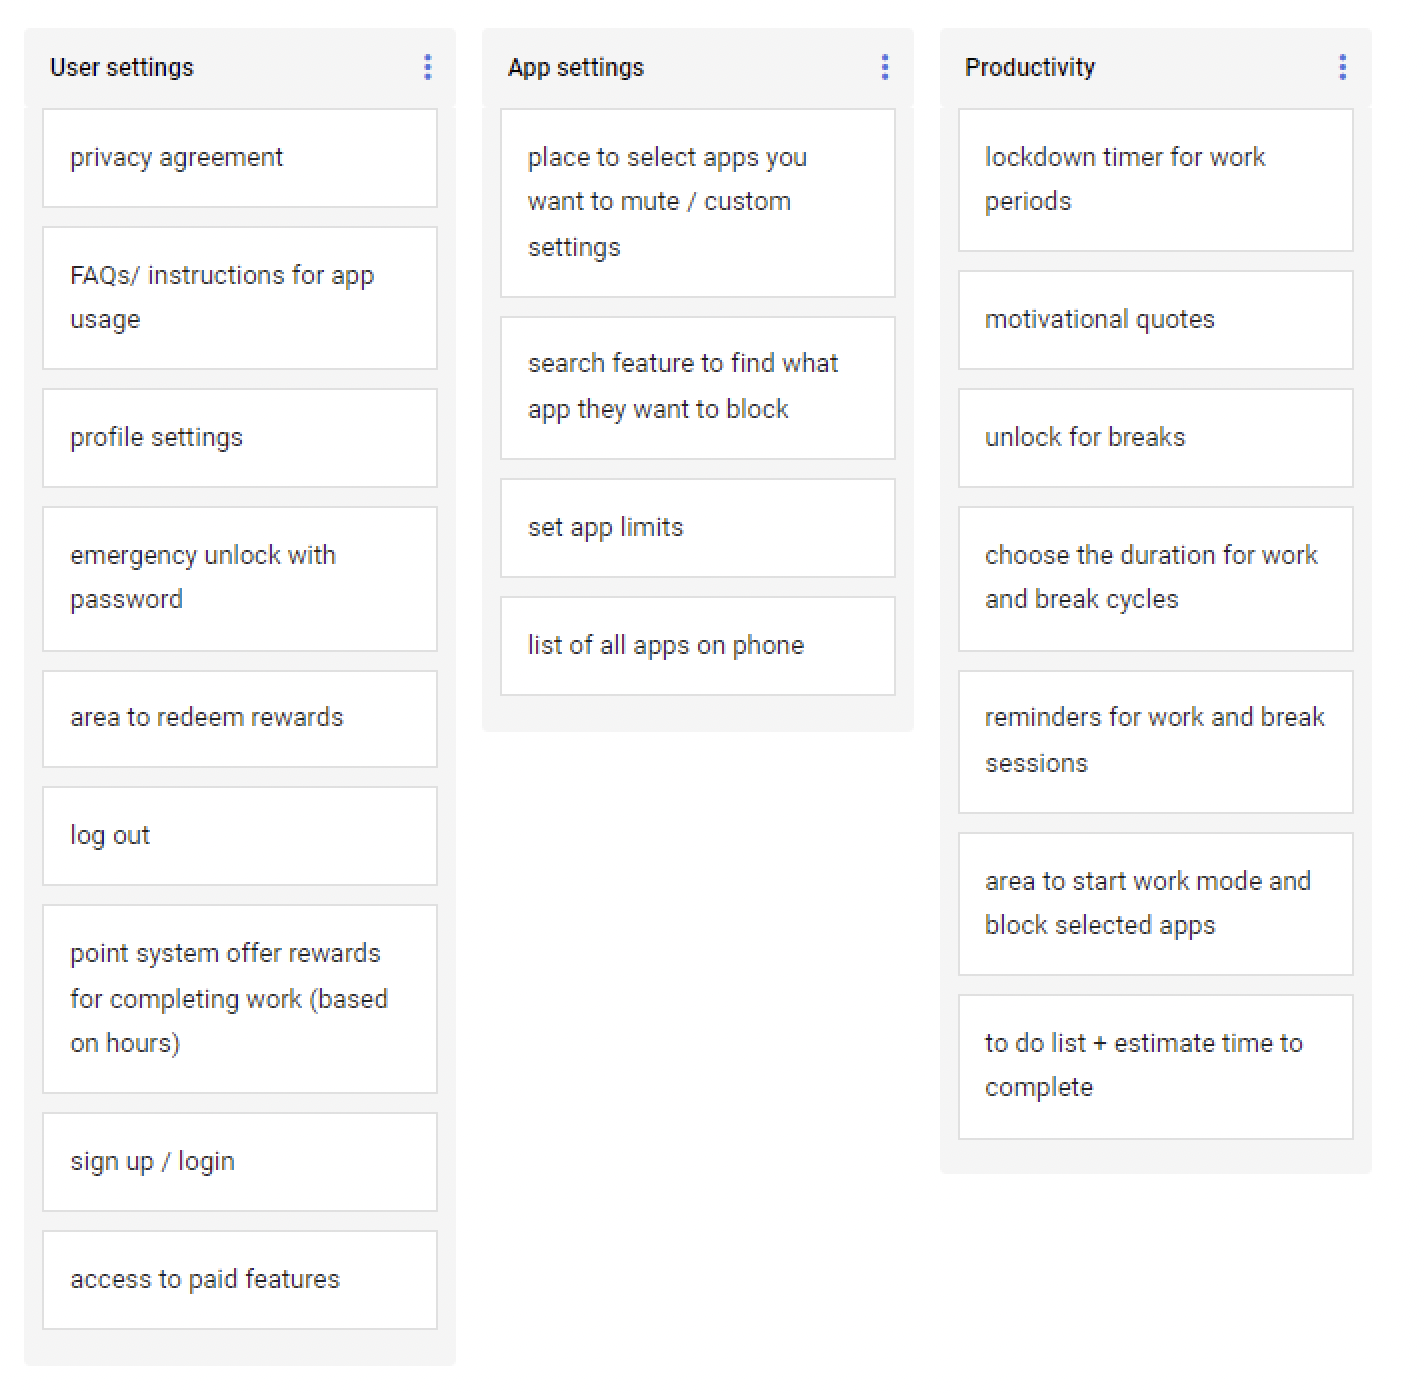 User settings
privacy agreement
FAQs/ instructions for app
usage
profile settings
emergency unlock with
password
area to redeem rewards
log out
point system offer rewards
for completing work (based
on hours)
sign up / login
access to paid features
App settings
place to select apps you
want to mute / custom
settings
search feature to find what
app they want to block
set app limits
list of all apps on phone
Productivity
lockdown timer for work
periods
motivational quotes
unlock for breaks
choose the duration for work
and break cycles
reminders for work and break
sessions
area to start work mode and
block selected apps
to do list + estimate time to
complete